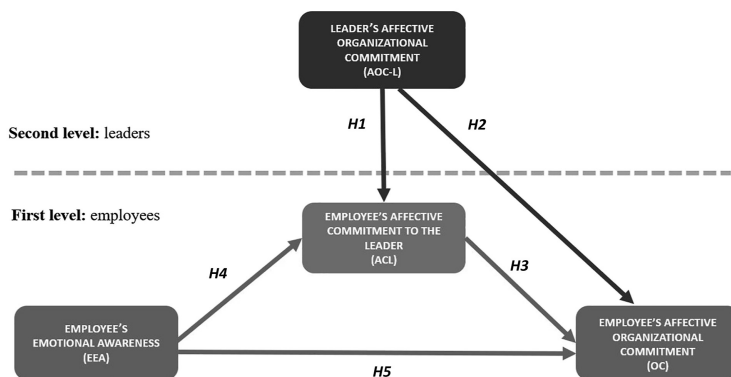 LEADER'S AFFECTIVE
ORGANIZATIONAL
COMMITMENT
(AOC-L)
H1
H2
Second level: leaders
First level: employees
EMPLOYEE'S AFFECTIVE
COMMITMENT TO THE
LEADER
(ACL)
H4
H3
EMPLOYEE'S
EMOTIONAL AWARENESS
(EEA)
EMPLOYEE'S AFFECTIVE
ORGANIZATIONAL
COMMITMENT
(OC)
H5